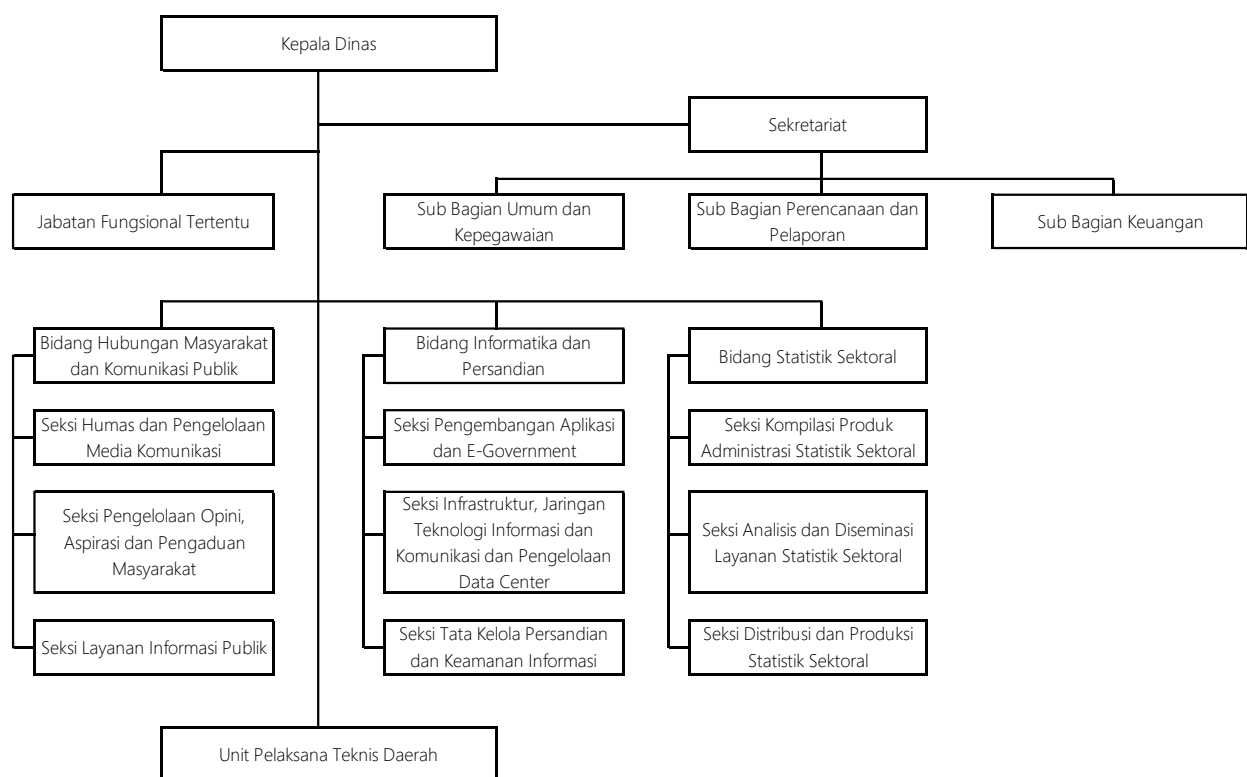 Kepala Dinas
Sekretariat
Jabatan Fungsional Tertentu
Sub Bagian Umum dan
Kepegawaian
Sub Bagian Perencanaan dan
Pelaporan
Sub Bagian Keuangan
Bidang Hubungan Masyarakat
dan Komunikasi Publik
Bidang Informatika dan
Persandian
Bidang Statistik Sektoral
Seksi Humas dan Pengelolaan
Media Komunikasi
Seksi Pengembangan Aplikasi
dan E-Government
Seksi Kompilasi Produk
Administrasi Statistik Sektoral
Seksi Pengelolaan Opini,
Aspirasi dan Pengaduan
Masyarakat
Seksi Infrastruktur, Jaringan
Teknologi Informasi dan
Komunikasi dan Pengelolaan
Data Center
Seksi Analisis dan Diseminasi
Layanan Statistik Sektoral
Seksi Layanan Informasi Publik
Seksi Tata Kelola Persandian
dan Keamanan Informasi
Seksi Distribusi dan Produksi
Statistik Sektoral
Unit Pelaksana Teknis Daerah